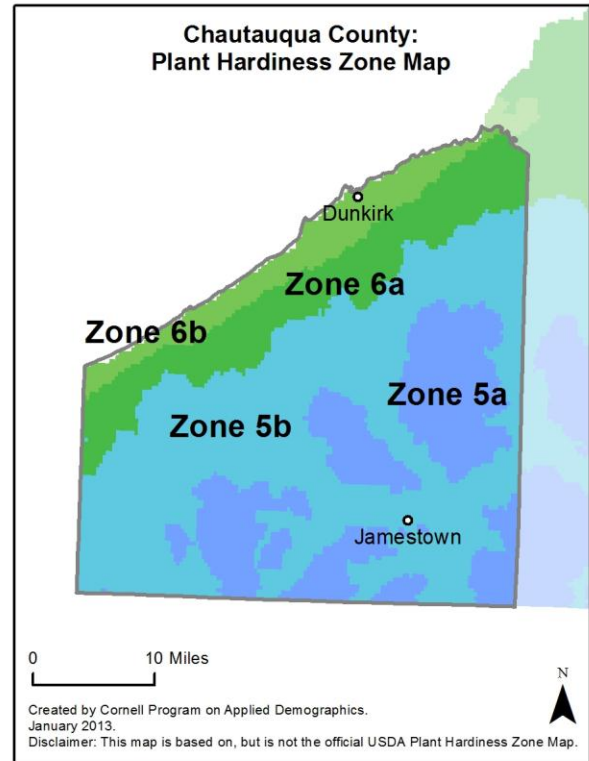 Chautauqua County:
Plant Hardiness Zone Map
Dunkirk
Zone 6a
Zone 6b
Zone 5a
Zone 5b
Jamestown
0 10 Miles
N
Created by Cornell Program on Applied Demographics.
January 2013.
Disclaimer: This map is based on, but is not the official USDA Plant Hardiness Zone Map.